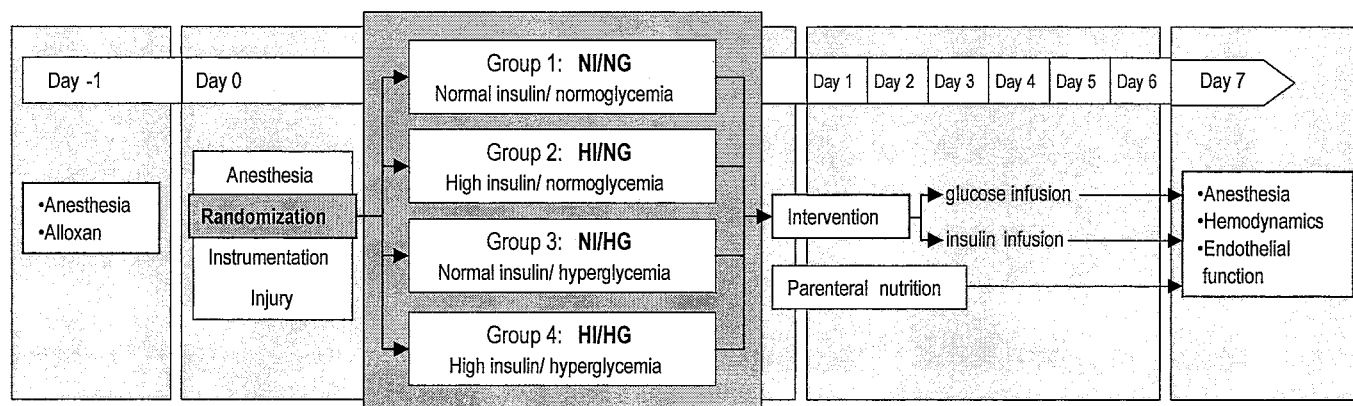 Day -1
Day 0
Day 1
Day 2
Day 3
Day 4
Day 5
Day 6
Day 7
•Anesthesia
•Alloxan
Anesthesia
Randomization
Instrumentation
Injury
Group 1: NI/NG
Normal insulin/ normoglycemia
Group 2: HI/NG
High insulin/ normoglycemia
Group 3: NI/HG
Normal insulin/ hyperglycemia
Group 4: HI/HG
High insulin/ hyperglycemia
Intervention
glucose infusion
insulin infusion
Parenteral nutrition
•Anesthesia
•Hemodynamics
•Endothelial
function